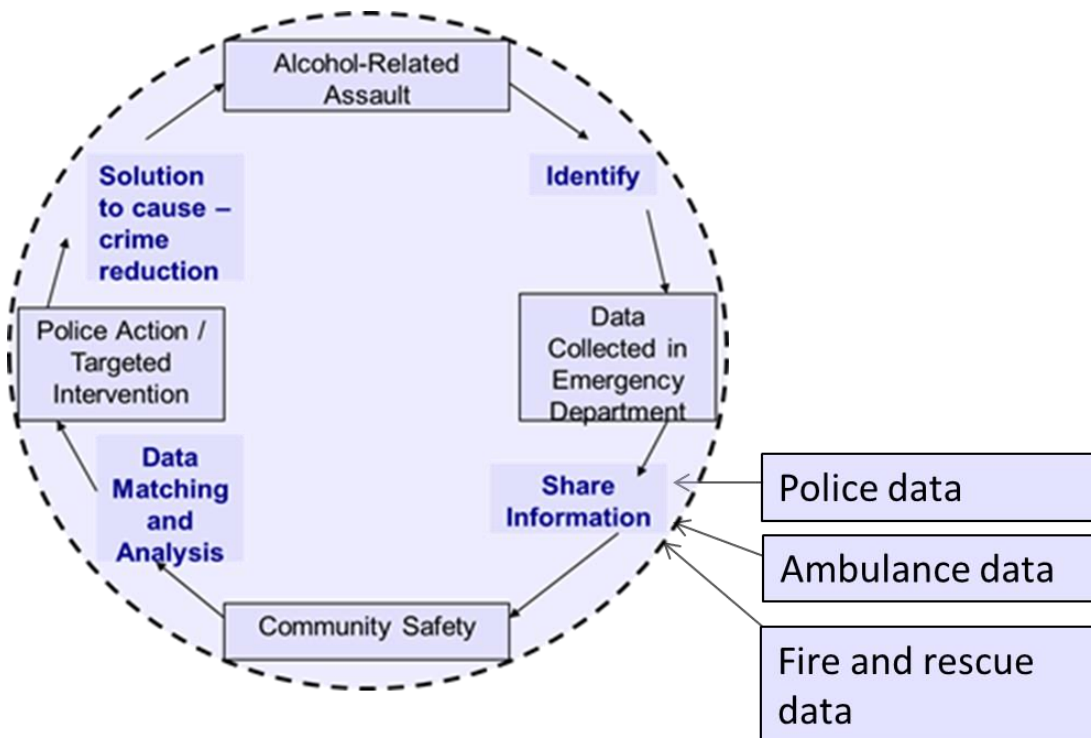 Alcohol-Related
Assault
Identify
Data
Collected in
Emergency
Department
Share
Information
Police data
Ambulance data
Fire and rescue
data
Community Safety
Data
Matching
and
Analysis
Police Action /
Targeted
Intervention
Solution
to cause –
crime
reduction